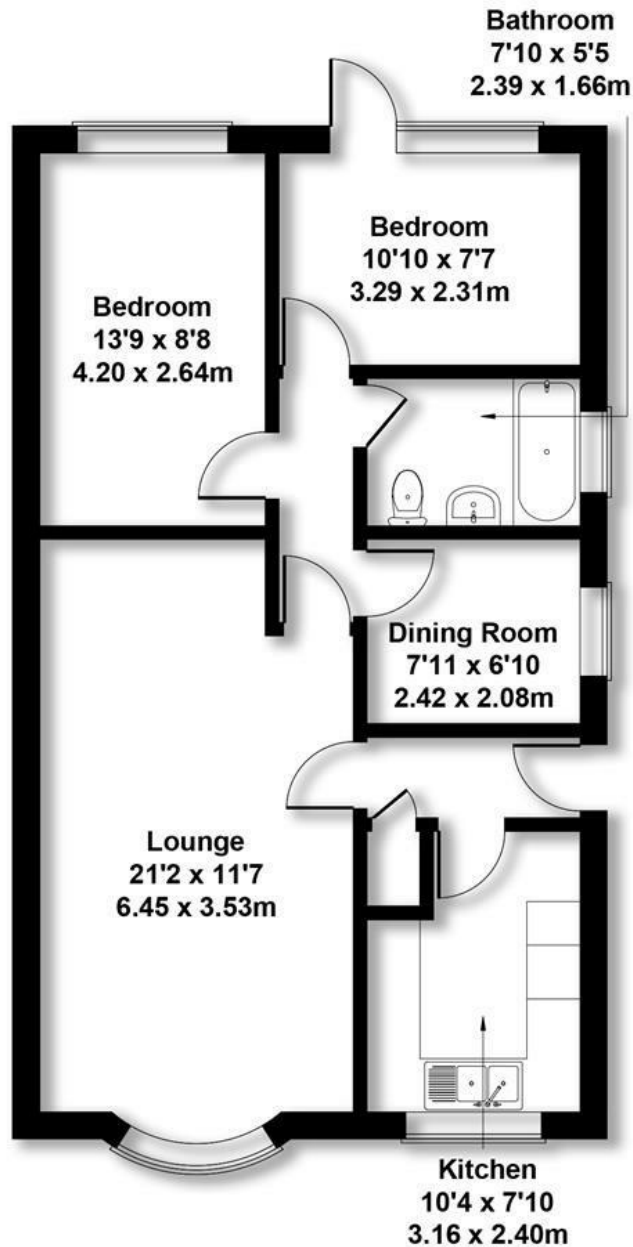 Bathroom
7'10 x 5'5
2.39 x 1.66m
Bedroom
10'10 x 7'7
3.29 x 2.31m
Bedroom
13'9 x 8'8
4.20 x 2.64m
Dining Room
7'11 x 6'10
2.42 x 2.08m
Lounge
21'2 x 11'7
6.45 x 3.53m
Kitchen
10'4 x 7'10
3.16 x 2.40m